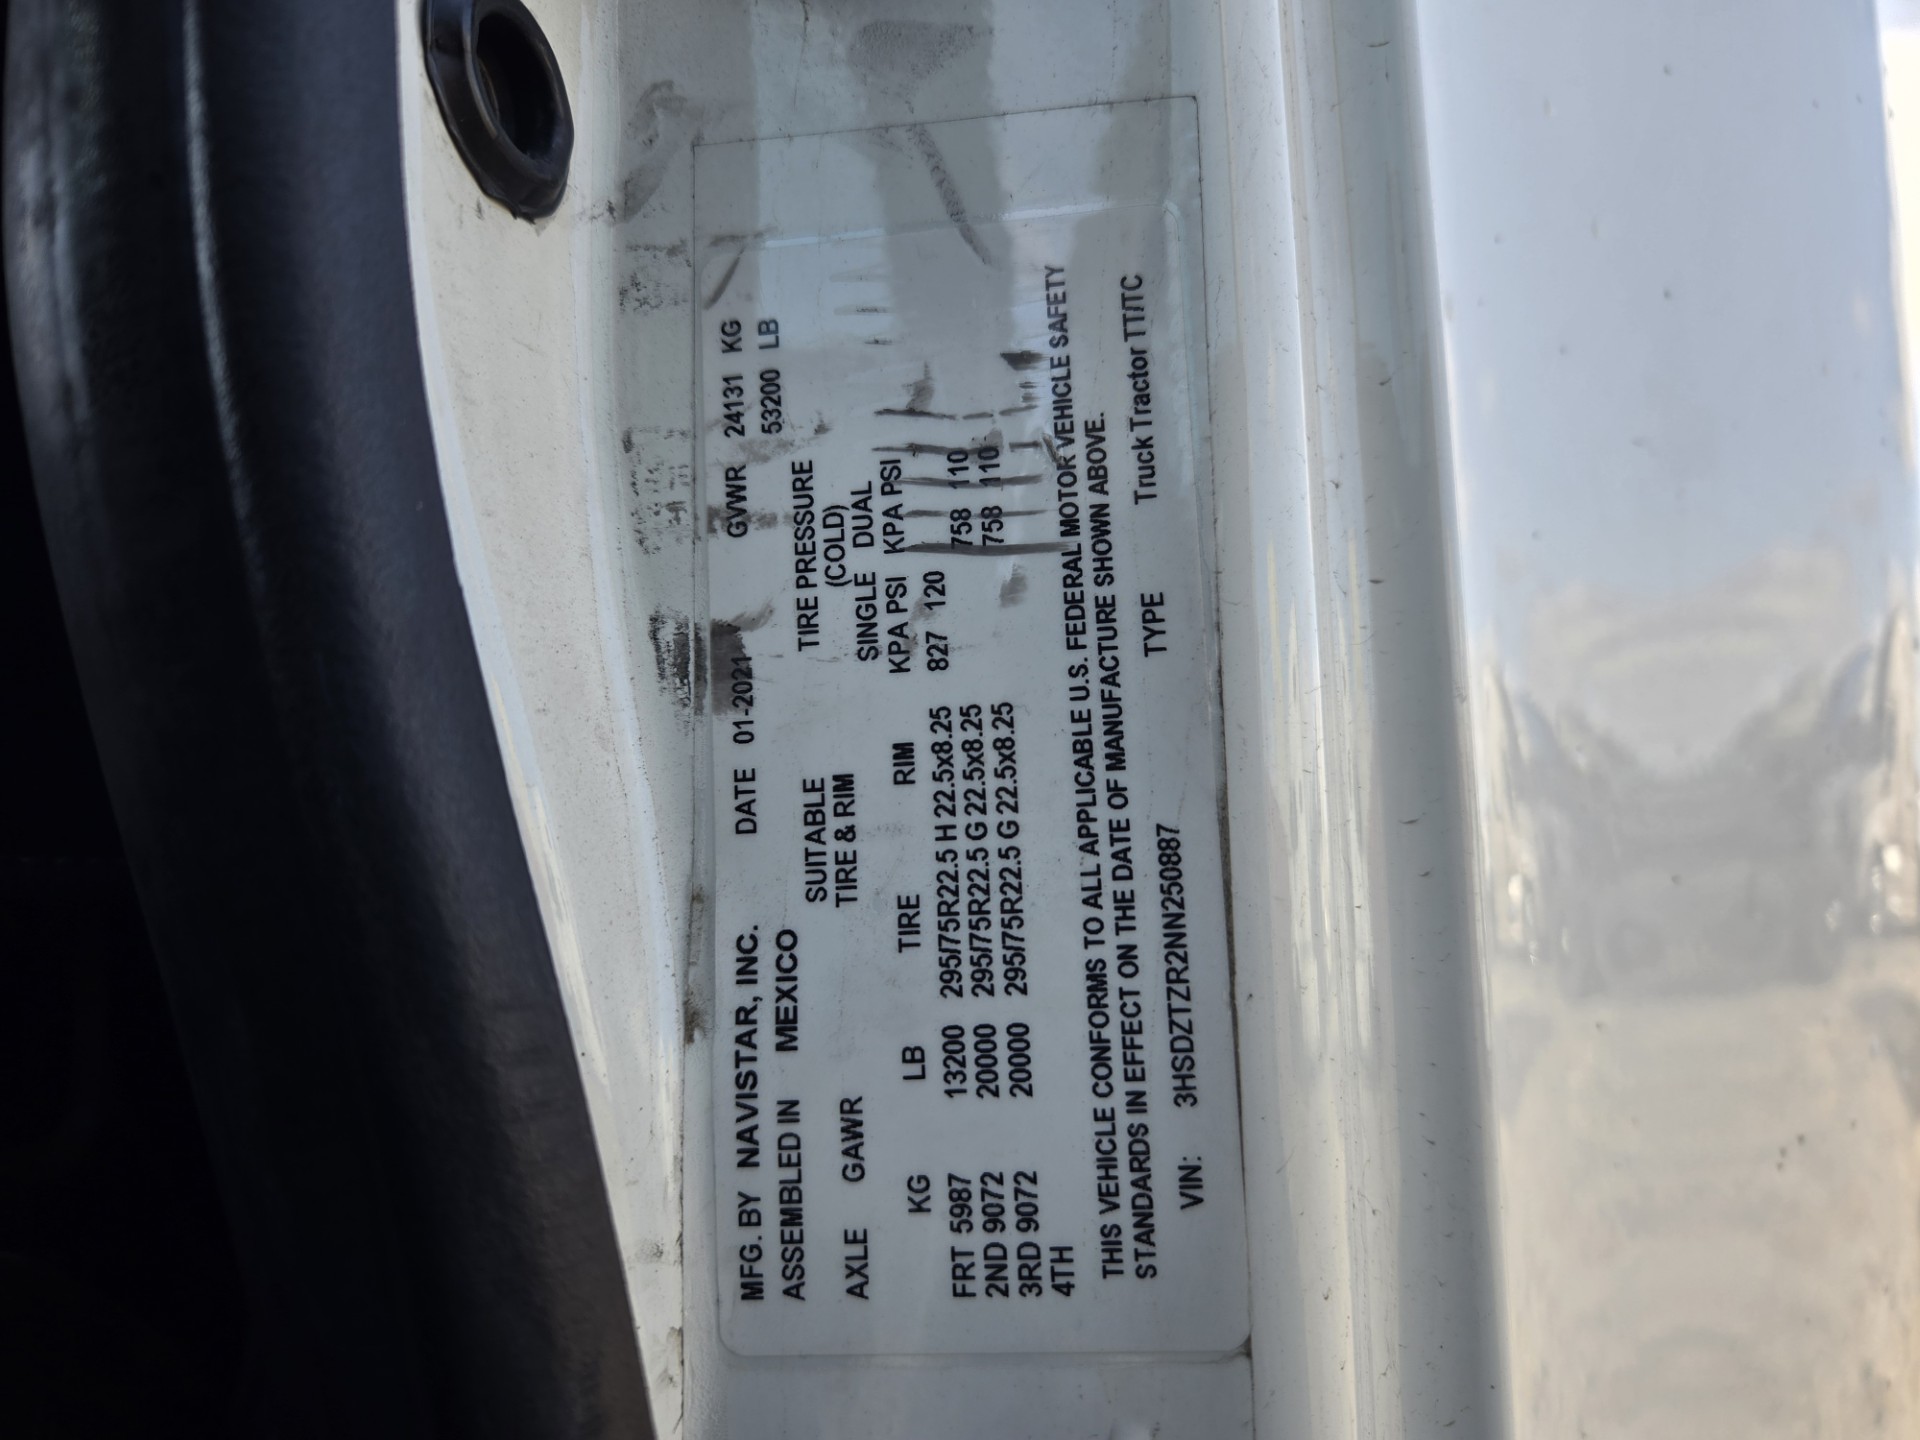 MFG. BY NAVISTAR, INC. DATE 01-2021 GVWR 24131 KG
ASSEMBLED IN MEXICO 53200 LB
SUITABLE TIRE PRESSURE
AXLE GAWR TIRE & RIM (COLD)
SINGLE DUAL
KG LB TIRE RIM KPA PSI KPA PSI
FRT 5987 13200 295/75R22.5 H 22.5x8.25 827 120
2ND 9072 20000 295/75R22.5 G 22.5x8.25 758 110
3RD 9072 20000 295/75R22.5 G 22.5x8.25 758 110
4TH
THIS VEHICLE CONFORMS TO ALL APPLICABLE U.S. FEDERAL MOTOR VEHICLE SAFETY
STANDARDS IN EFFECT ON THE DATE OF MANUFACTURE SHOWN ABOVE.
VIN: 3HSDZTZR2NN250887 TYPE Truck Tractor TT/TC